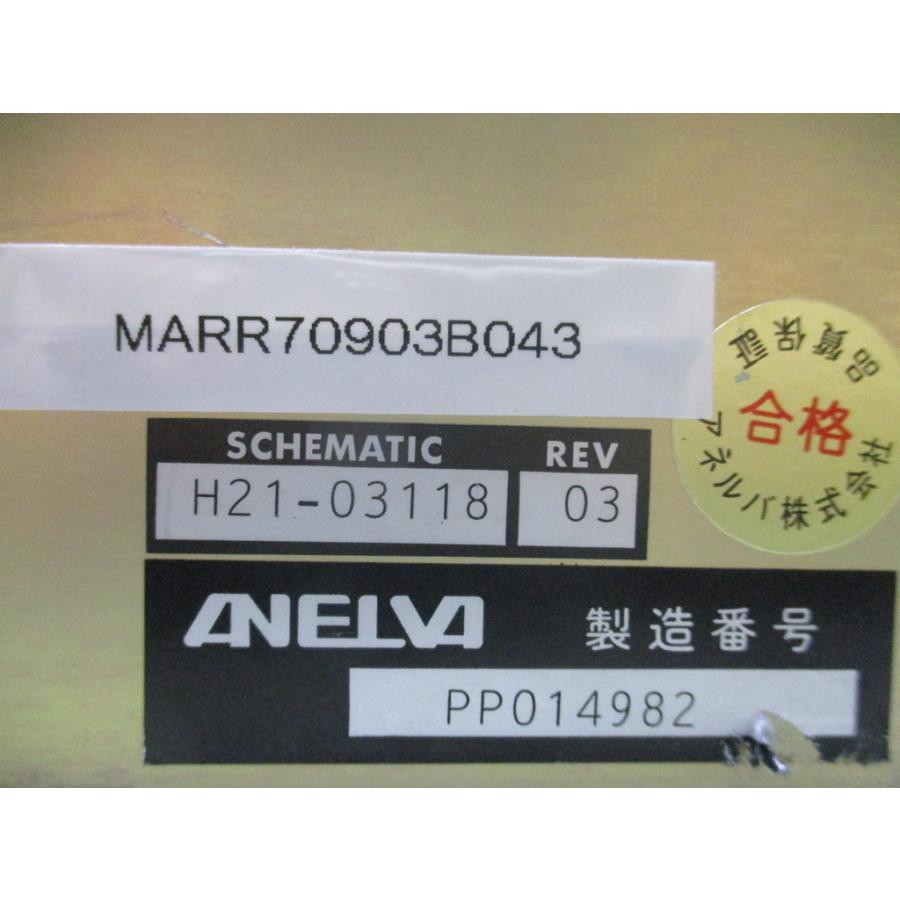 MARR70903B043
品質保証
合格
アネルバ株式会社
SCHEMATIC REV
H21-03118 03
ANELVA 製造番号
PP014982